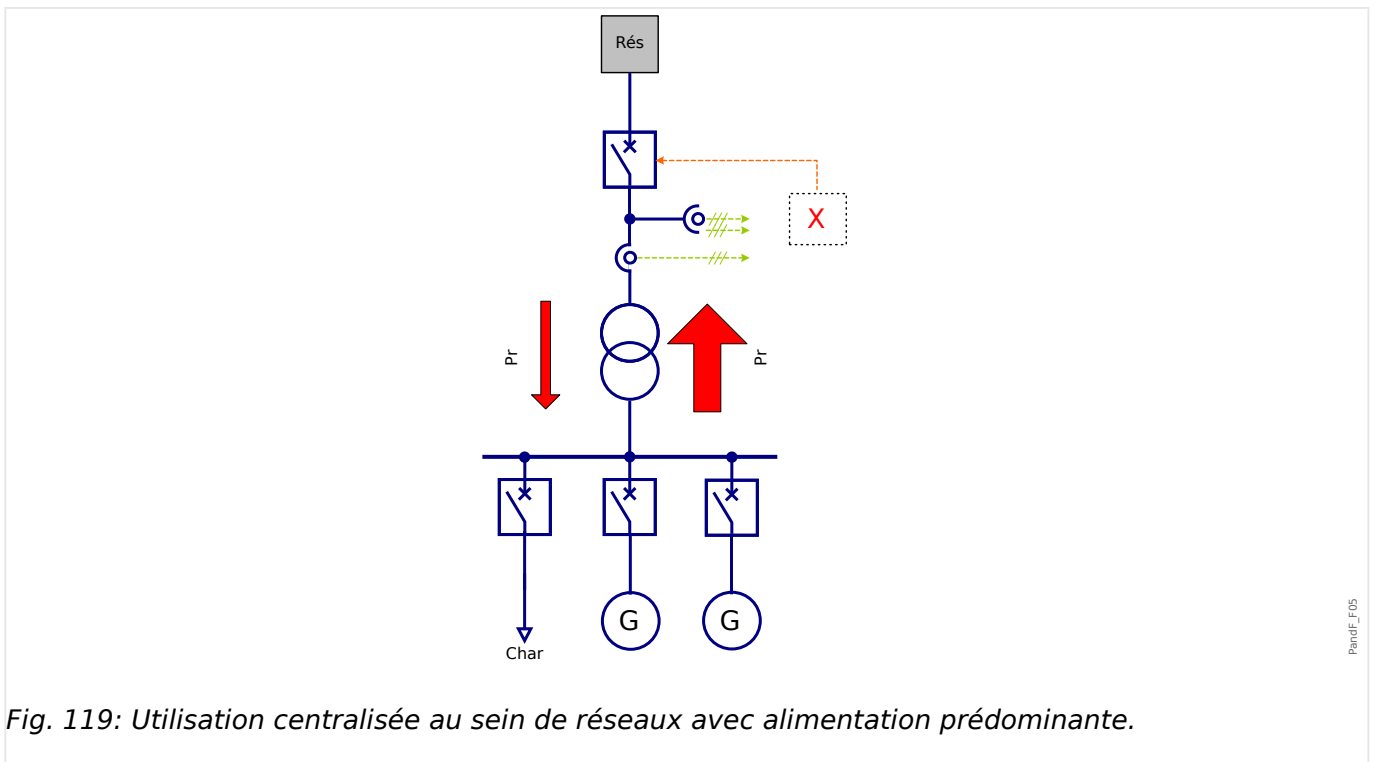 Rés
X
Pr
Pr
G
G
Char
PandF_F05
Fig. 119: Utilisation centralisée au sein de réseaux avec alimentation prédominante.